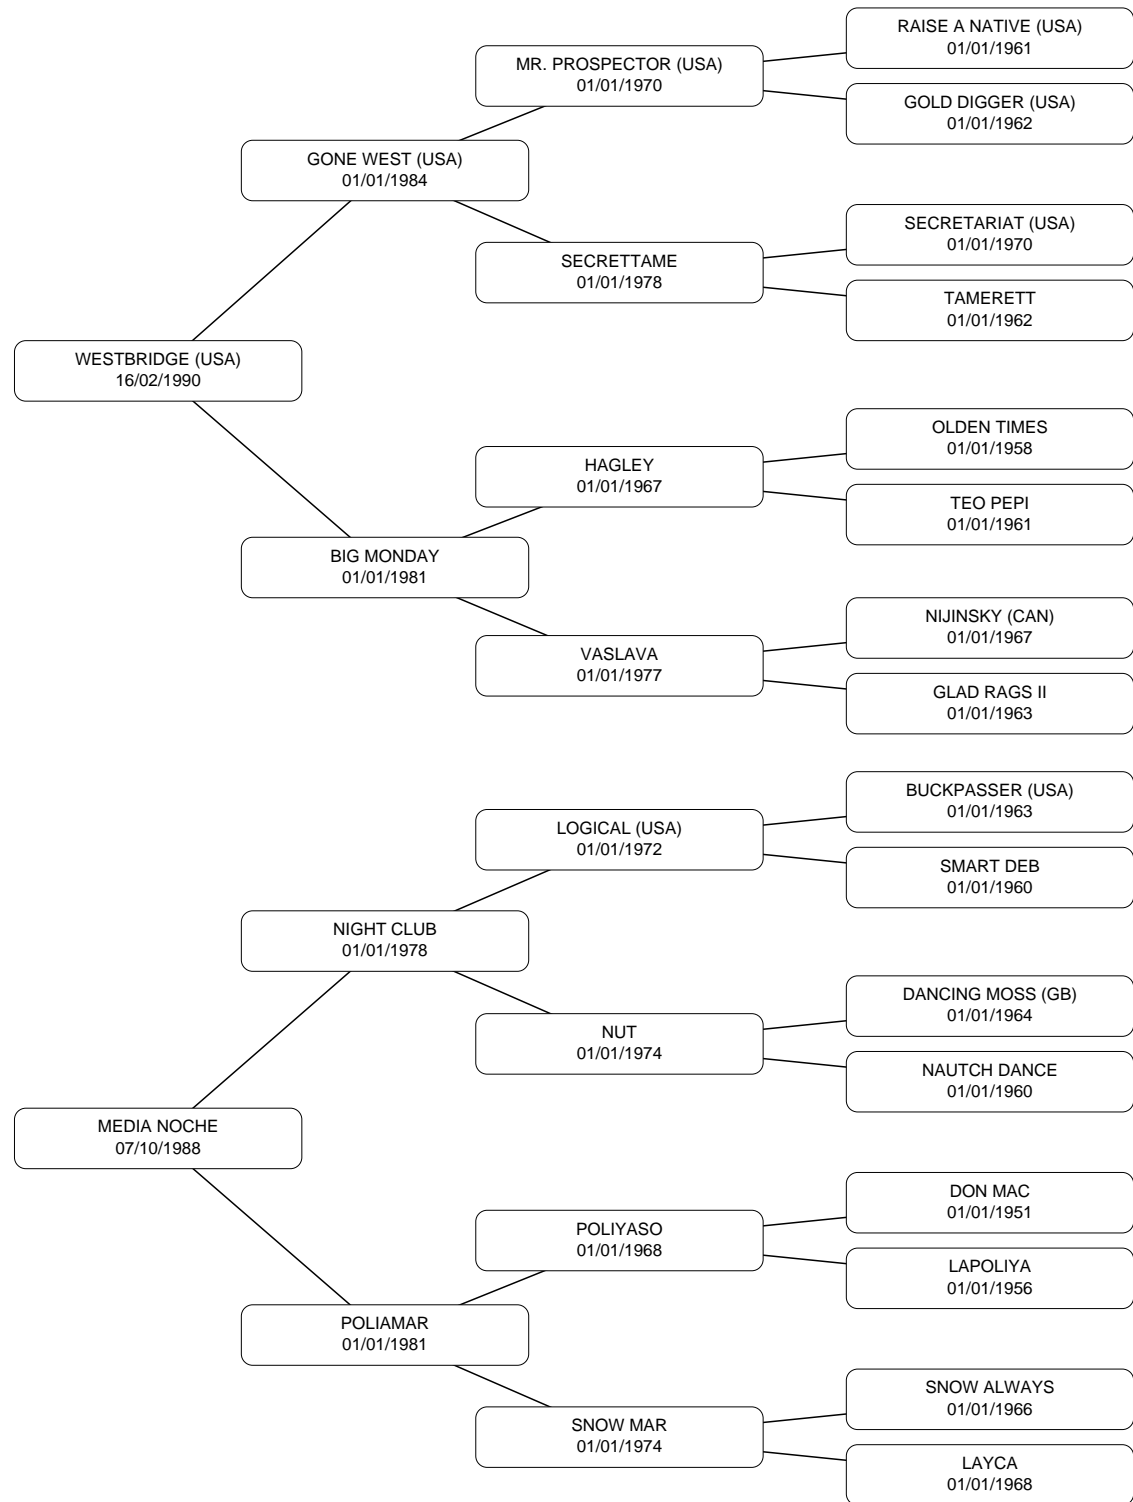 RAISE A NATIVE (USA)
01/01/1961
MR. PROSPECTOR (USA)
01/01/1970
GOLD DIGGER (USA)
01/01/1962
GONE WEST (USA)
01/01/1984
SECRETARIAT (USA)
01/01/1970
SECRETTAME
01/01/1978
TAMERETT
01/01/1962
WESTBRIDGE (USA)
16/02/1990
OLDEN TIMES
01/01/1958
HAGLEY
01/01/1967
TEO PEPI
01/01/1961
BIG MONDAY
01/01/1981
NIJINSKY (CAN)
01/01/1967
VASLAVA
01/01/1977
GLAD RAGS II
01/01/1963
BUCKPASSER (USA)
01/01/1963
LOGICAL (USA)
01/01/1972
SMART DEB
01/01/1960
NIGHT CLUB
01/01/1978
DANCING MOSS (GB)
01/01/1964
NUT
01/01/1974
NAUTCH DANCE
01/01/1960
MEDIA NOCHE
07/10/1988
DON MAC
01/01/1951
POLIYASO
01/01/1968
LAPOLIYA
01/01/1956
POLIAMAR
01/01/1981
SNOW ALWAYS
01/01/1966
SNOW MAR
01/01/1974
LAYCA
01/01/1968